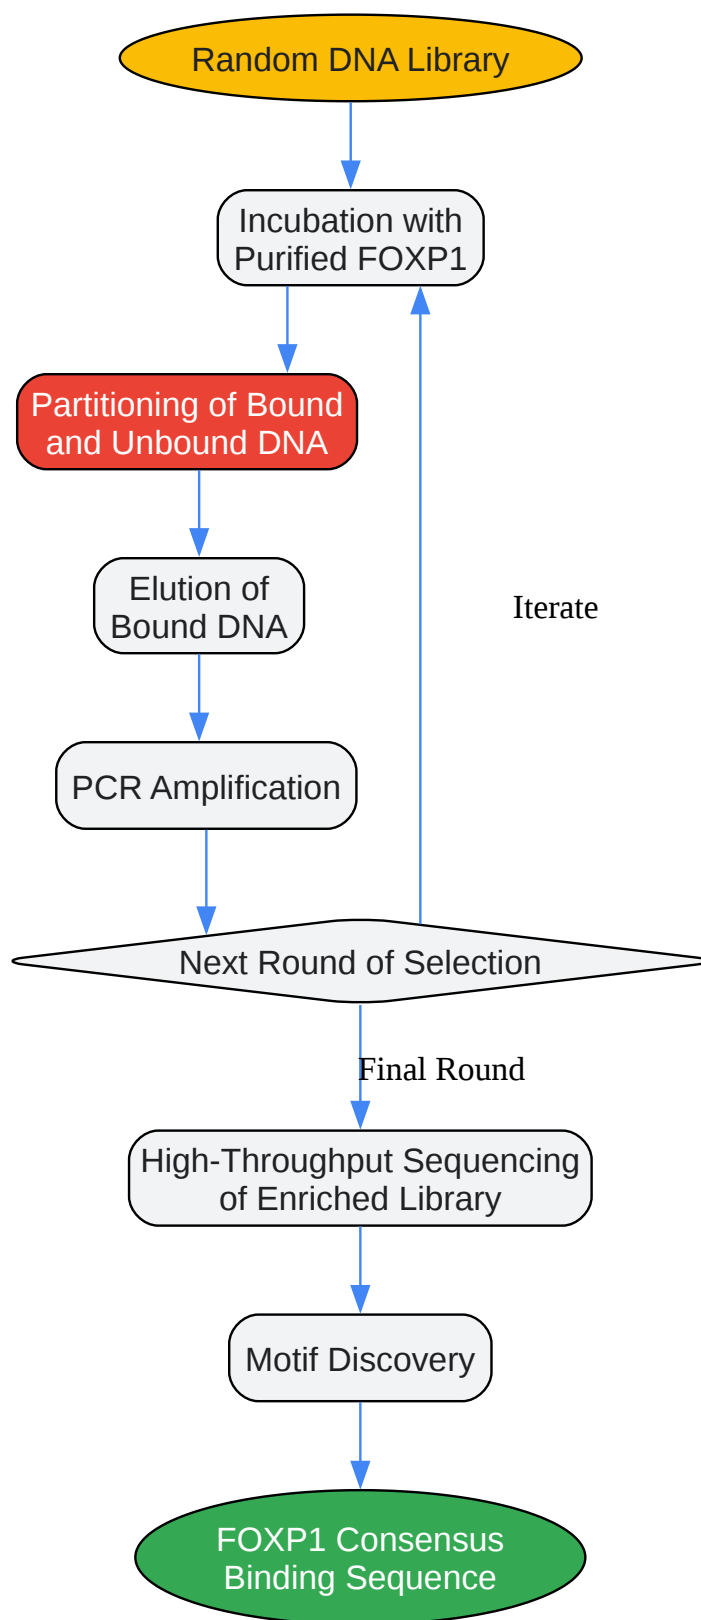 Random DNA Library
Incubation with
Purified FOXP1
Partitioning of Bound
and Unbound DNA
Elution of
Bound DNA
Iterate
PCR Amplification
Next Round of Selection
Final Round
High-Throughput Sequencing
of Enriched Library
Motif Discovery
FOXP1 Consensus
Binding Sequence